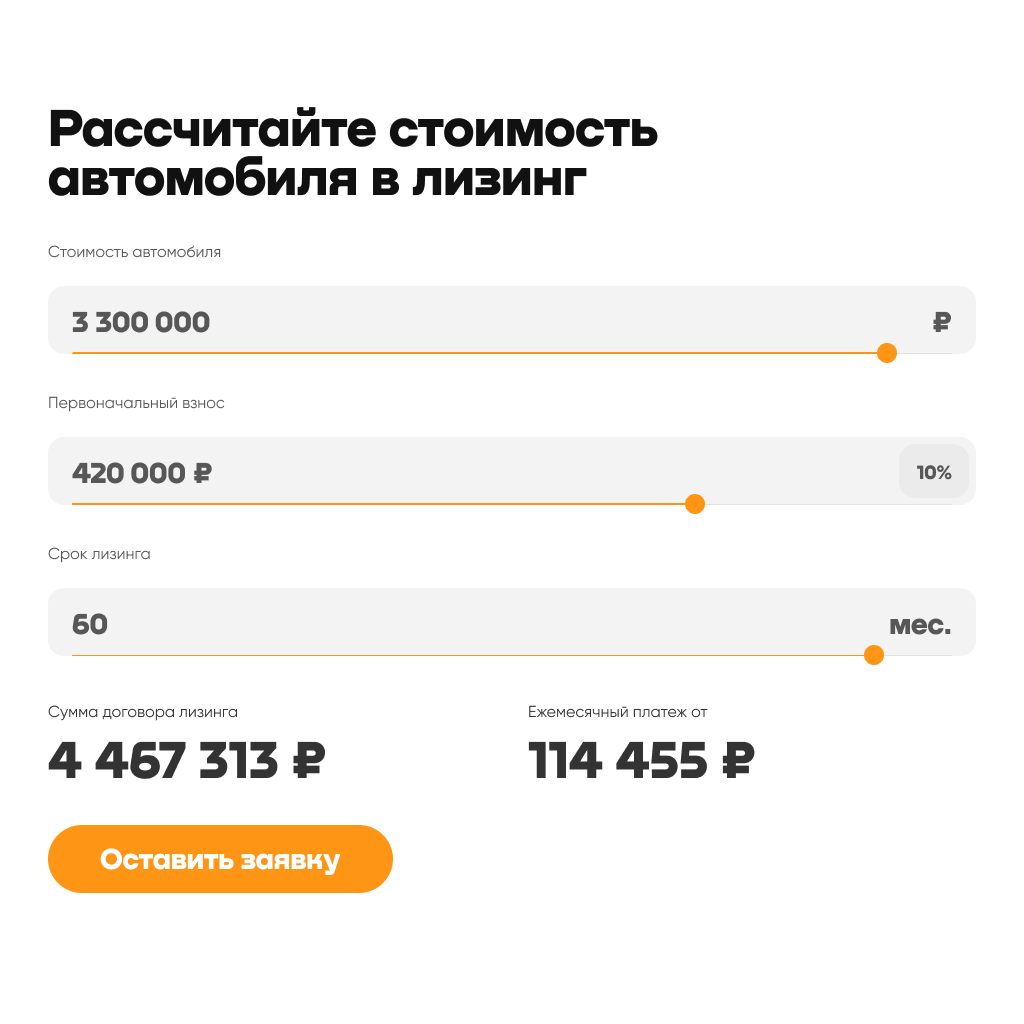 Рассчитайте стоимость
автомобиля в лизинг
Стоимость автомобиля
3 300 000 ₽
Первоначальный взнос
420 000 ₽ 10%
Срок лизинга
60 мес.
Сумма договора лизинга Ежемесячный платеж от
4 467 313 ₽ 114 455 ₽
Оставить заявку